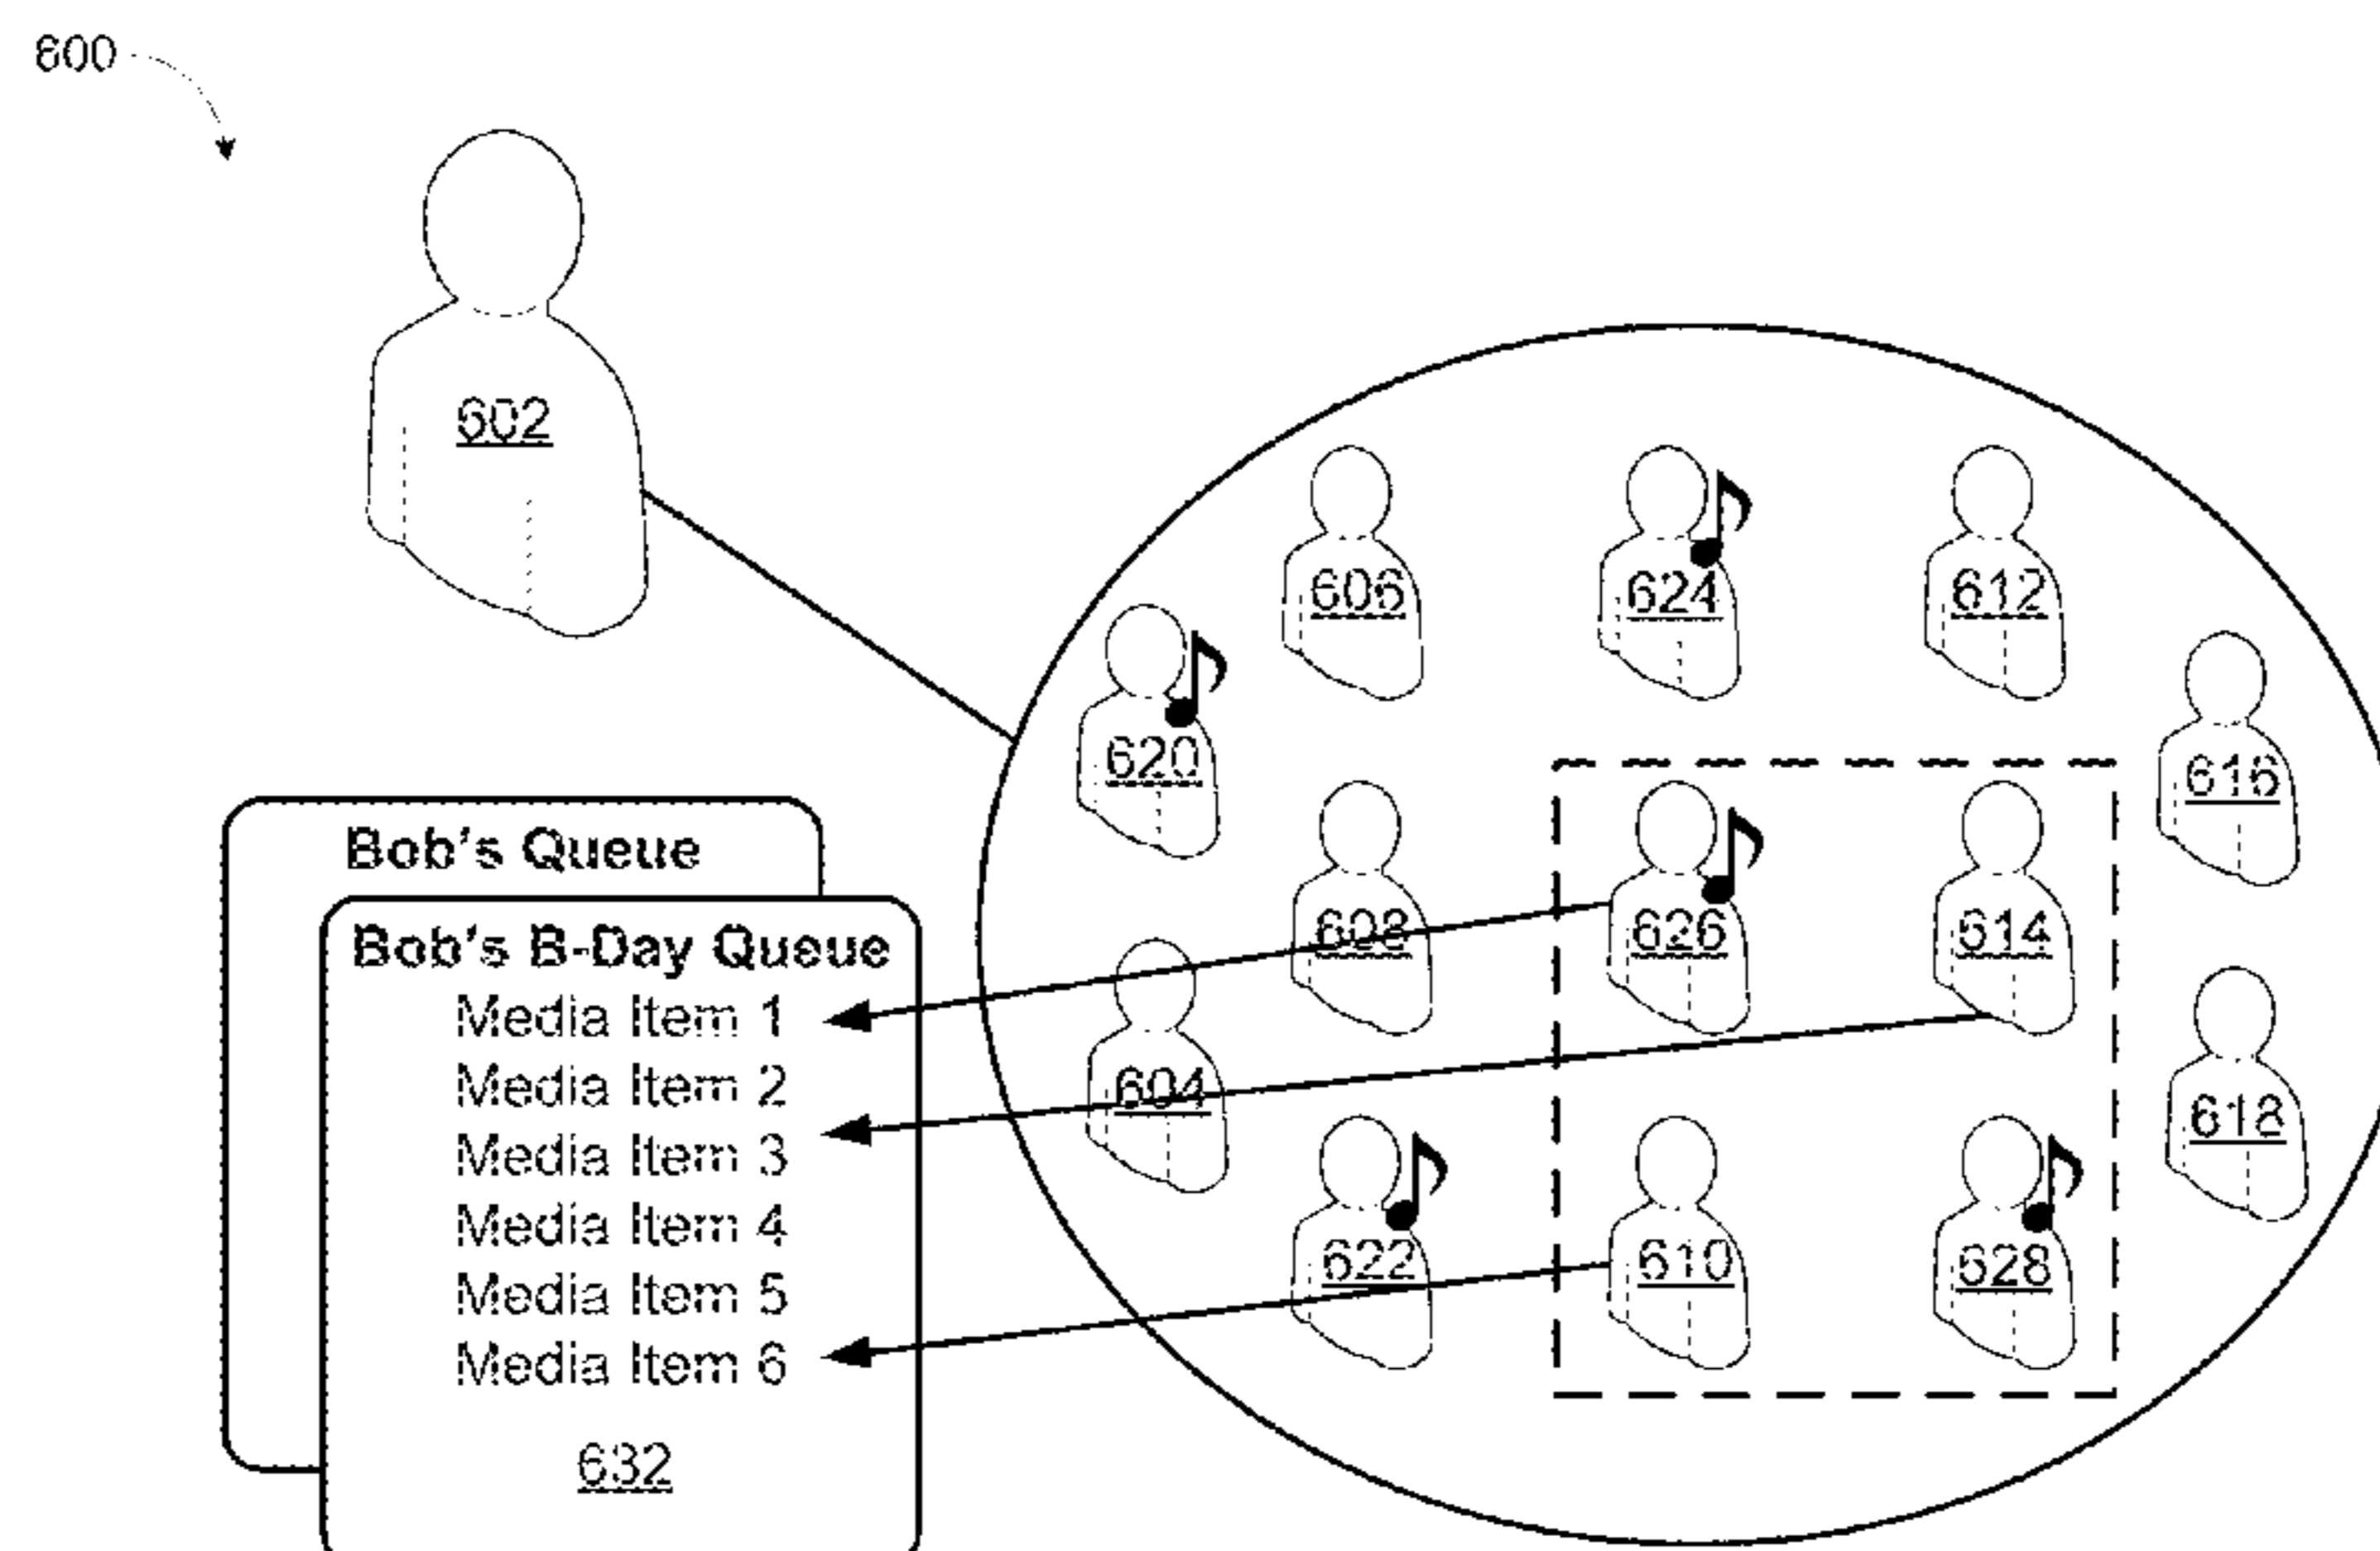 600
602
606
624
612
620
616
Bob's Queue
608
626
614
Bob's B-Day Queue
Media Item 1
Media Item 2
604
618
Media Item 3
Media Item 4
622
610
628
Media Item 5
Media Item 6
632